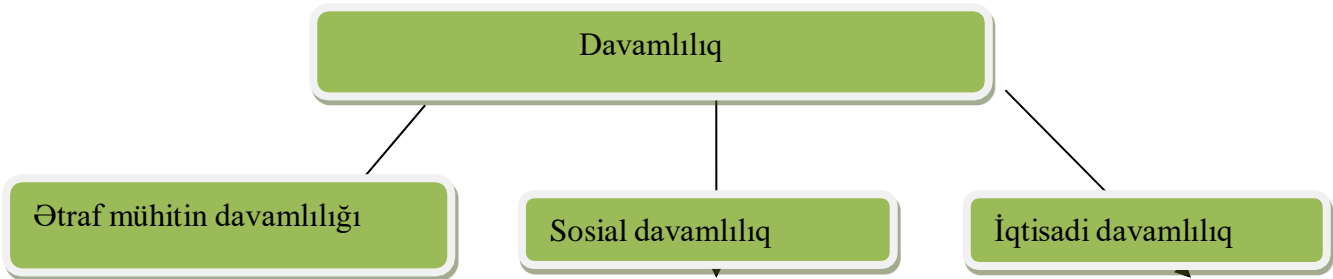 Davamlılıq
Ətraf mühitin davamlılığı
Sosial davamlılıq
İqtisadi davamlılıq